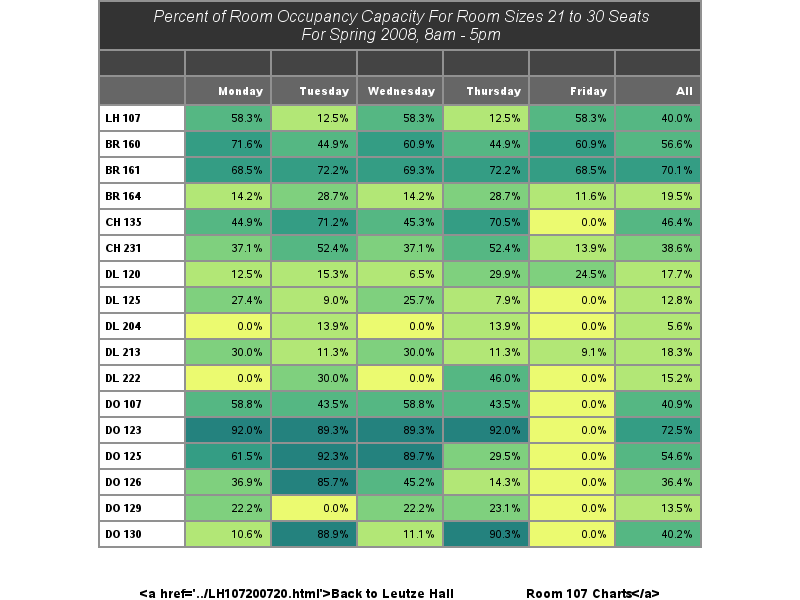 Percent of Room Occupancy Capacity For Room Sizes 21 to 30 Seats
For Spring 2008, 8am - 5pm
Monday Tuesday Wednesday Thursday Friday All
LH 107 58.3% 12.5% 58.3% 12.5% 58.3% 40.0%
BR 160 71.6% 44.9% 60.9% 44.9% 60.9% 56.6%
BR 161 68.5% 72.2% 69.3% 72.2% 68.5% 70.1%
BR 164 14.2% 28.7% 14.2% 28.7% 11.6% 19.5%
CH 135 44.9% 71.2% 45.3% 70.5% 0.0% 46.4%
CH 231 37.1% 52.4% 37.1% 52.4% 13.9% 38.6%
DL 120 12.5% 15.3% 6.5% 29.9% 24.5% 17.7%
DL 125 27.4% 9.0% 25.7% 7.9% 0.0% 12.8%
DL 204 0.0% 13.9% 0.0% 13.9% 0.0% 5.6%
DL 213 30.0% 11.3% 30.0% 11.3% 9.1% 18.3%
DL 222 0.0% 30.0% 0.0% 46.0% 0.0% 15.2%
DO 107 58.8% 43.5% 58.8% 43.5% 0.0% 40.9%
DO 123 92.0% 89.3% 89.3% 92.0% 0.0% 72.5%
DO 125 61.5% 92.3% 89.7% 29.5% 0.0% 54.6%
DO 126 36.9% 85.7% 45.2% 14.3% 0.0% 36.4%
DO 129 22.2% 0.0% 22.2% 23.1% 0.0% 13.5%
DO 130 10.6% 88.9% 11.1% 90.3% 0.0% 40.2%
<a href='../LH107200720.html'>Back to Leutze Hall Room 107 Charts</a>